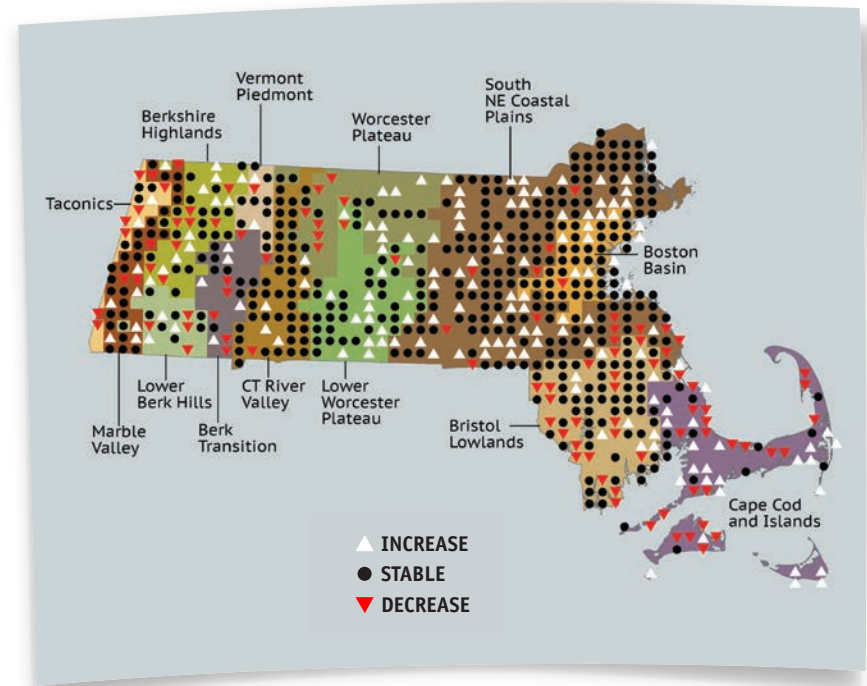 Vermont
Piedmont
Berkshire
Highlands
Worcester
Plateau
South
NE Coastal
Plains
Taconics
Boston
Basin
Marble
Valley
Lower
Berk Hills
Berk
Transition
CT River
Valley
Lower
Worcester
Plateau
Bristol
Lowlands
Cape Cod
and Islands
INCREASE
STABLE
DECREASE